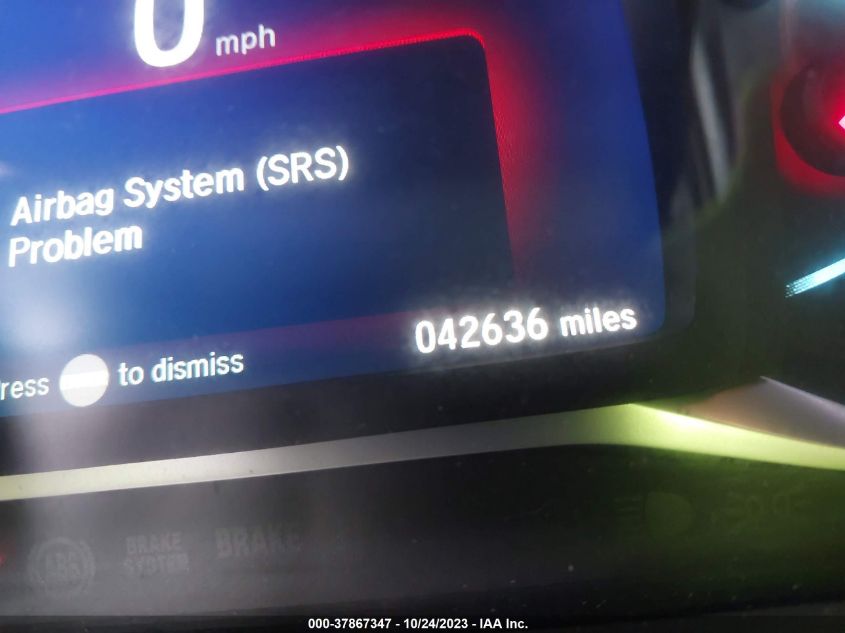 0 mph
Airbag System (SRS)
Problem
042636 miles
ress to dismiss
BRAKE
SYSTEM
BRAKE
000-37867347 - 10/24/2023 - IAA Inc.